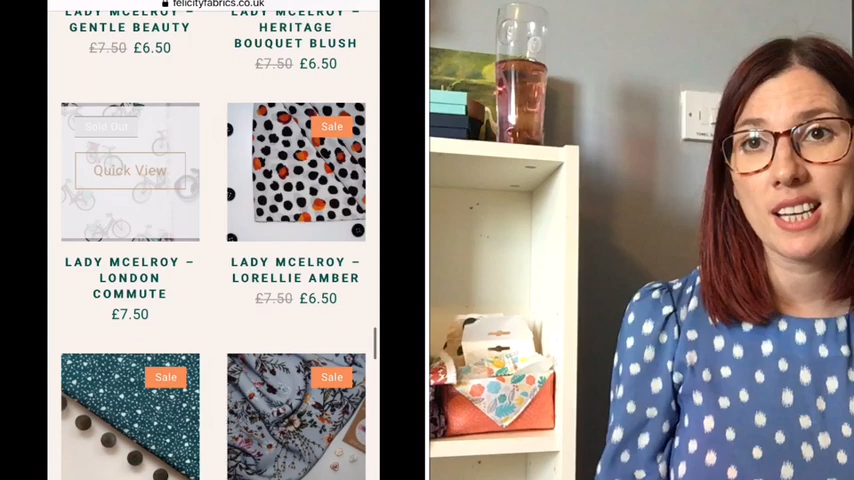 felicityfabrics.co.uk
LADY MCELROY –
GENTLE BEAUTY
£7.50 £6.50
LADY MCELROY –
HERITAGE
BOUQUET BLUSH
£7.50 £6.50
Sold Out
Quick View
LADY MCELROY –
LONDON
COMMUTE
£7.50
Sale
LADY MCELROY –
LORELLIE AMBER
£7.50 £6.50
Sale
Sale